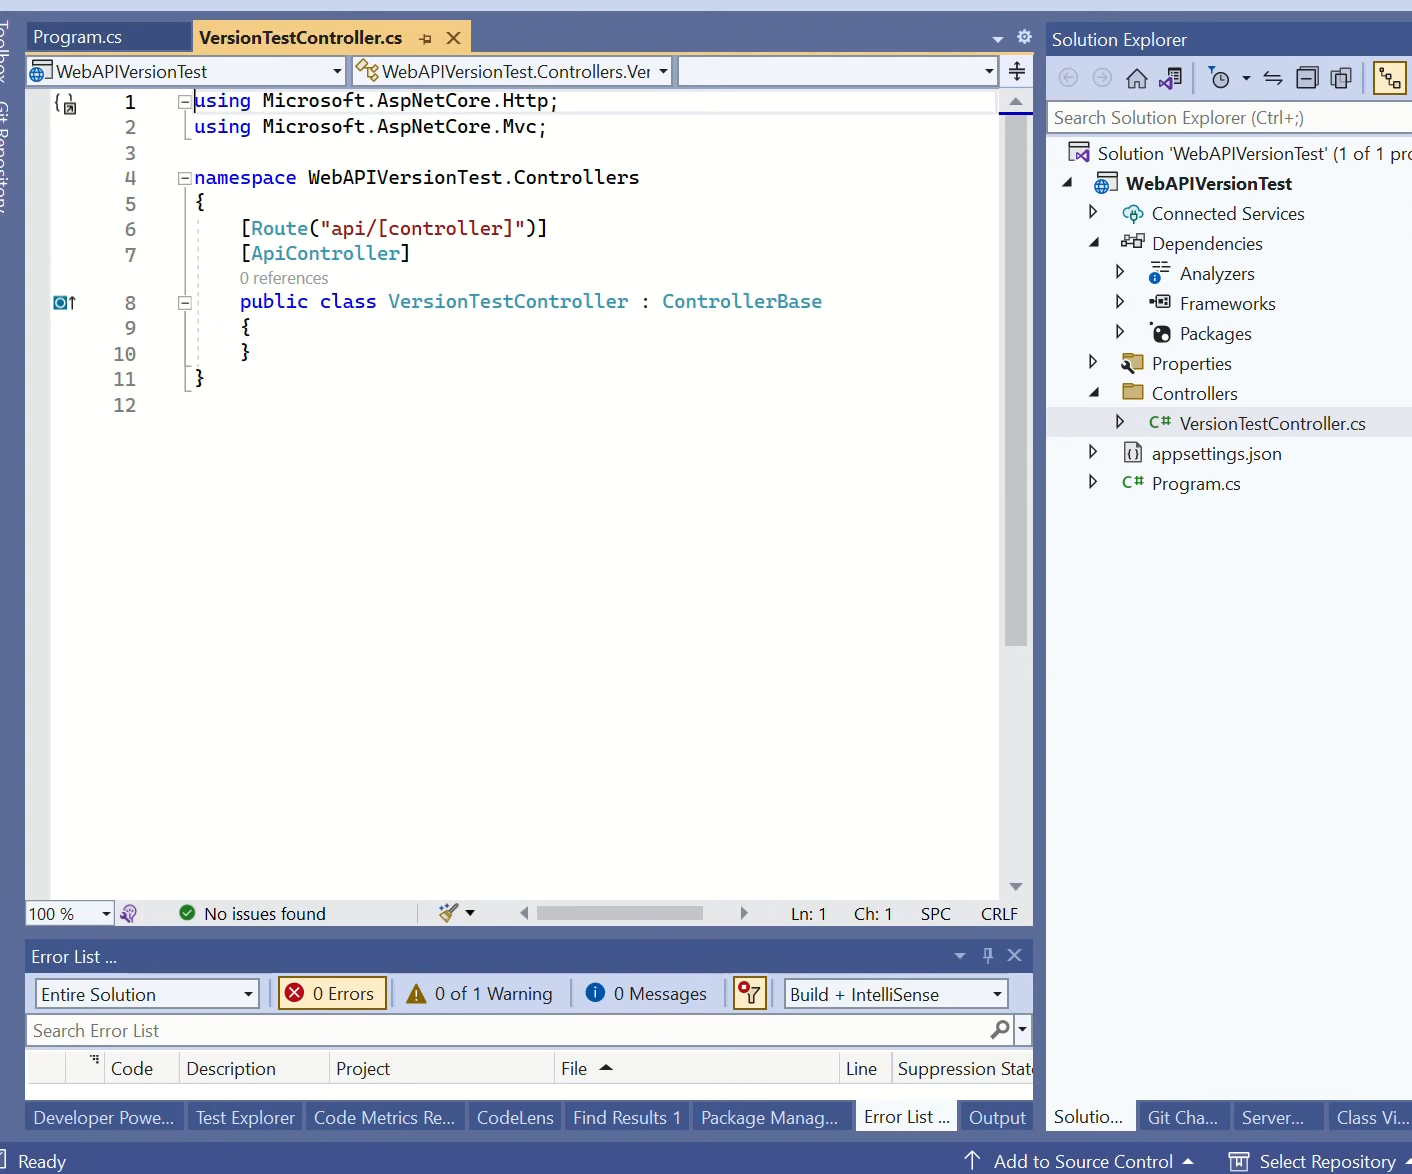 Toolbox
Git Repository
Program.cs
VersionTestController.cs
WebAPIVersionTest
WebAPIVersionTest.Controllers.Ver
1 using Microsoft.AspNetCore.Http;
2 using Microsoft.AspNetCore.Mvc;
3
4 namespace WebAPIVersionTest.Controllers
5 {
6 [Route("api/[controller]")]
7 [ApiController]
0 references
8 public class VersionTestController : ControllerBase
9 {
10 }
11 }
12
100 %
No issues found
Ln: 1 Ch: 1 SPC CRLF
Error List ...
Entire Solution
0 Errors
0 of 1 Warning
0 Messages
Build + IntelliSense
Search Error List
Code Description Project File Line Suppression State
Developer Powe... Test Explorer Code Metrics Re... CodeLens Find Results 1 Package Manag... Error List ... Output
Solution Explorer
Search Solution Explorer (Ctrl+;)
Solution 'WebAPIVersionTest' (1 of 1 pro
WebAPIVersionTest
Connected Services
Dependencies
Analyzers
Frameworks
Packages
Properties
Controllers
C# VersionTestController.cs
appsettings.json
C# Program.cs
Solutio... Git Cha... Server... Class Vi...
Ready
Add to Source Control
Select Repository